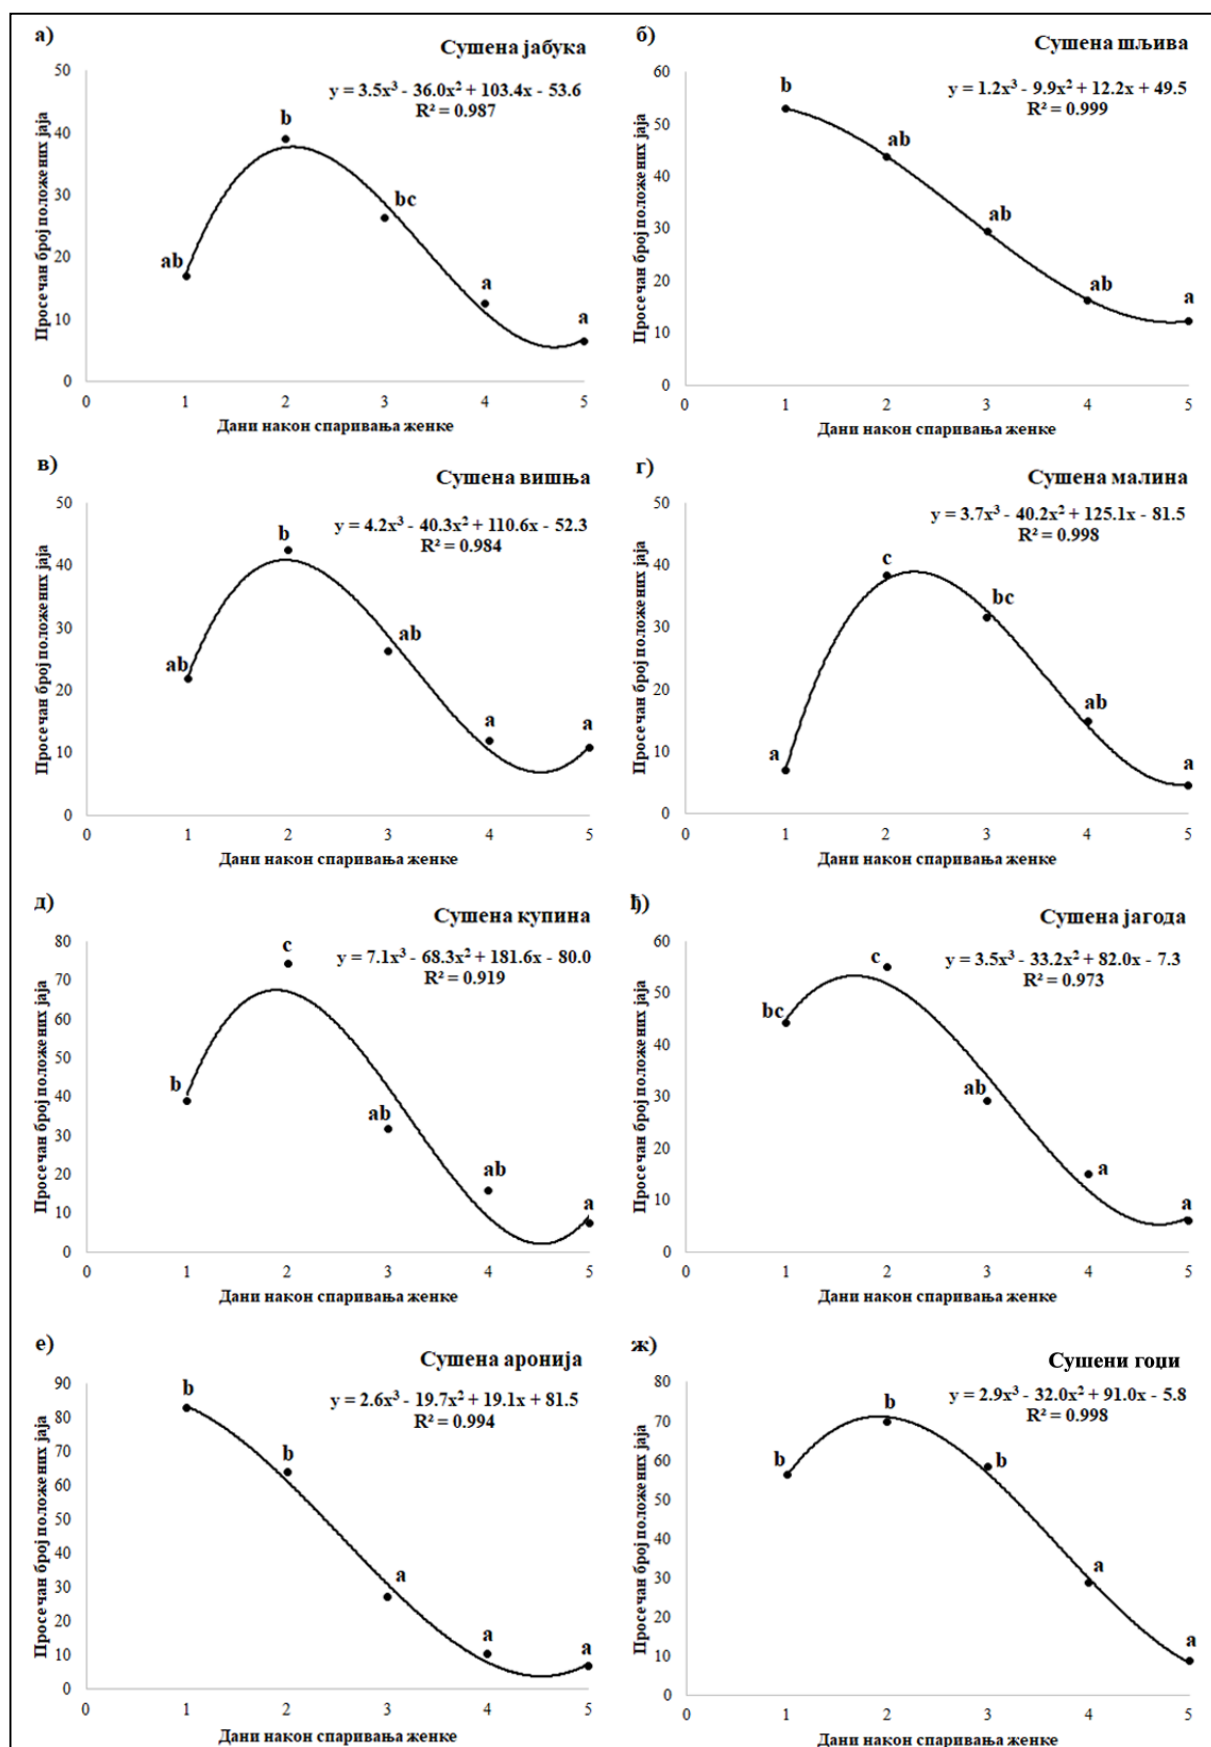 а)
Сушена јабука
y = 3.5x³ - 36.0x² + 103.4x - 53.6
R² = 0.987
Просечан број положених јаја
50
40
30
20
10
0
ab
b
bc
a
a
0 1 2 3 4 5
Дани након спаривања женке
б)
Сушена шљива
y = 1.2x³ - 9.9x² + 12.2x + 49.5
R² = 0.999
Просечан број положених јаја
60
50
40
30
20
10
0
b
ab
ab
ab
a
0 1 2 3 4 5
Дани након спаривања женке
в)
Сушена вишња
y = 4.2x³ - 40.3x² + 110.6x - 52.3
R² = 0.984
Просечан број положених јаја
50
40
30
20
10
0
ab
b
ab
a
a
0 1 2 3 4 5
Дани након спаривања женке
г)
Сушена малина
y = 3.7x³ - 40.2x² + 125.1x - 81.5
R² = 0.998
Просечан број положених јаја
50
40
30
20
10
0
a
c
bc
ab
a
0 1 2 3 4 5
Дани након спаривања женке
д)
Сушена купина
y = 7.1x³ - 68.3x² + 181.6x - 80.0
R² = 0.919
Просечан број положених јаја
80
70
60
50
40
30
20
10
0
b
c
ab
ab
a
0 1 2 3 4 5
Дани након спаривања женке
ђ)
Сушена јагода
y = 3.5x³ - 33.2x² + 82.0x - 7.3
R² = 0.973
Просечан број положених јаја
60
50
40
30
20
10
0
bc
c
ab
a
a
0 1 2 3 4 5
Дани након спаривања женке
е)
Сушена аронија
y = 2.6x³ - 19.7x² + 19.1x + 81.5
R² = 0.994
Просечан број положених јаја
90
80
70
60
50
40
30
20
10
0
b
b
a
a
a
0 1 2 3 4 5
Дани након спаривања женке
ж)
Сушени гоџи
y = 2.9x³ - 32.0x² + 91.0x - 5.8
R² = 0.998
Просечан број положених јаја
80
70
60
50
40
30
20
10
0
b
b
b
a
a
0 1 2 3 4 5
Дани након спаривања женке